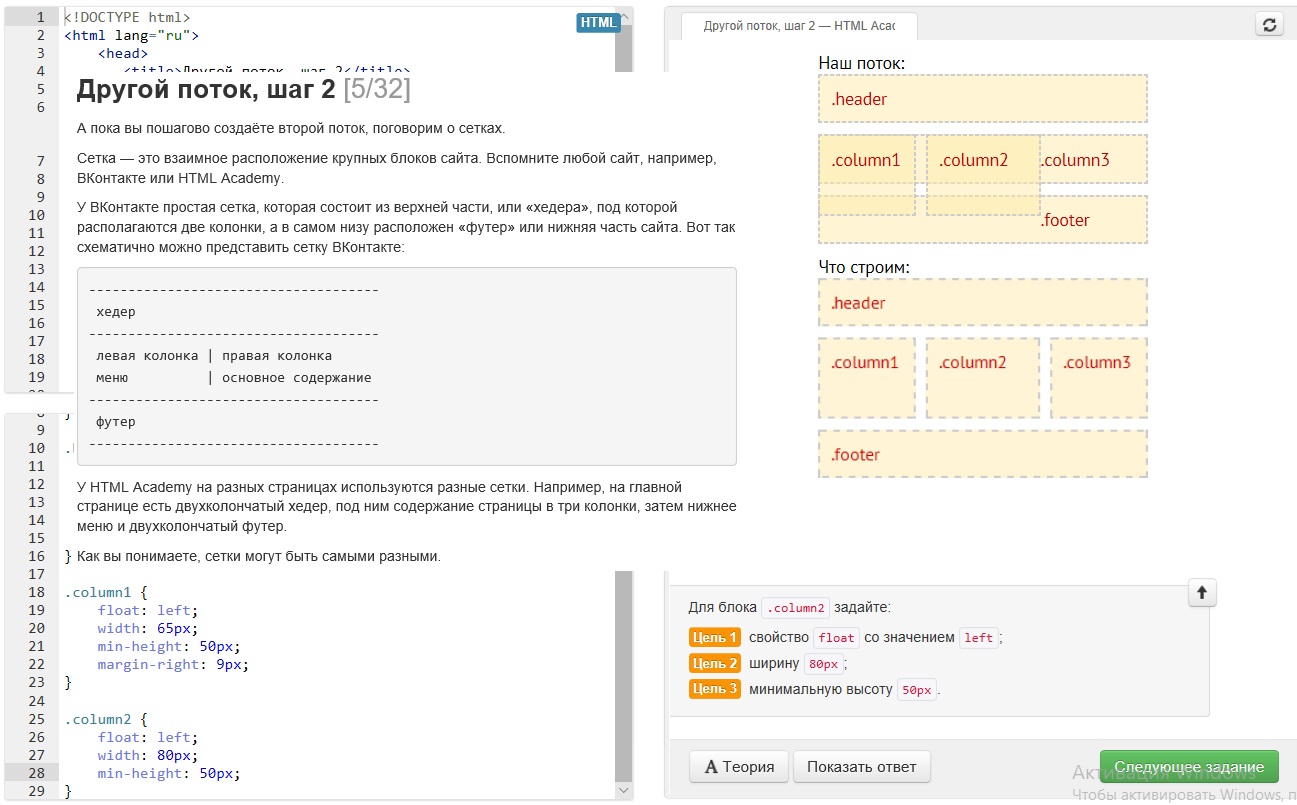 1 <!DOCTYPE html>
HTML
2 <html lang="ru">
3 <head>
4 <title>Другой поток, шаг 2</title>
5
6
7
8
9
10
11
12
13
14
15
16
17
18
19
Другой поток, шаг 2 [5/32]
А пока вы пошагово создаёте второй поток, поговорим о сетках.
Сетка — это взаимное расположение крупных блоков сайта. Вспомните любой сайт, например,
ВКонтакте или HTML Academy.
У ВКонтакте простая сетка, которая состоит из верхней части, или «хедера», под которой
располагаются две колонки, а в самом низу расположен «футер» или нижняя часть сайта. Вот так
схематично можно представить сетку ВКонтакте:
-------------------------------------
хедер
-------------------------------------
левая колонка | правая колонка
меню | основное содержание
-------------------------------------
футер
-------------------------------------
У HTML Academy на разных страницах используются разные сетки. Например, на главной
странице есть двухколончатый хедер, под ним содержание страницы в три колонки, затем нижнее
меню и двухколончатый футер.
Как вы понимаете, сетки могут быть самыми разными.
8 }
9
10 .
11
12
13
14
15
16 }
17
18 .column1 {
19 float: left;
20 width: 65px;
21 min-height: 50px;
22 margin-right: 9px;
23 }
24
25 .column2 {
26 float: left;
27 width: 80px;
28 min-height: 50px;
29 }
Другой поток, шаг 2 — HTML Aca
Наш поток:
.header
.column1 .column2 .column3
.footer
Что строим:
.header
.column1 .column2 .column3
.footer
Для блока .column2 задайте:
Цель 1 свойство float со значением left;
Цель 2 ширину 80px;
Цель 3 минимальную высоту 50px.
A Теория Показать ответ Следующее задание
Активация Windows
Чтобы активировать Windows, п